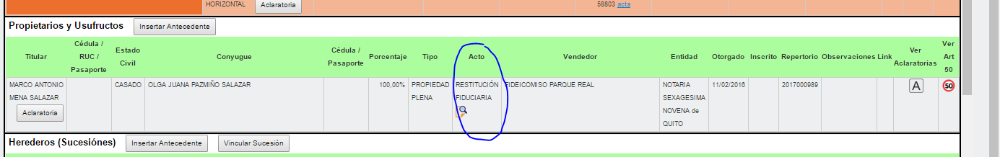 HORIZONTAL
Aclaratoria
58803 acta
Propietarios y Usufructos
Insertar Antecedente
Titular
Cédula /
RUC /
Pasaporte
Estado
Civil
Conyugue
Cédula /
Pasaporte
Porcentaje
Tipo
Acto
Vendedor
Entidad
Otorgado
Inscrito
Repertorio
Observaciones
Link
Ver
Aclaratorias
Ver
Art
50
MARCO ANTONIO
MENA SALAZAR
Aclaratoria
CASADO
OLGA JUANA PAZMIÑO SALAZAR
100,00%
PROPIEDAD
PLENA
RESTITUCIÓN
FIDUCIARIA
FIDEICOMISO PARQUE REAL
NOTARIA
SEXAGESIMA
NOVENA de
QUITO
11/02/2016
2017000989
A
50
Herederos (Sucesiónes)
Insertar Antecedente
Vincular Sucesión